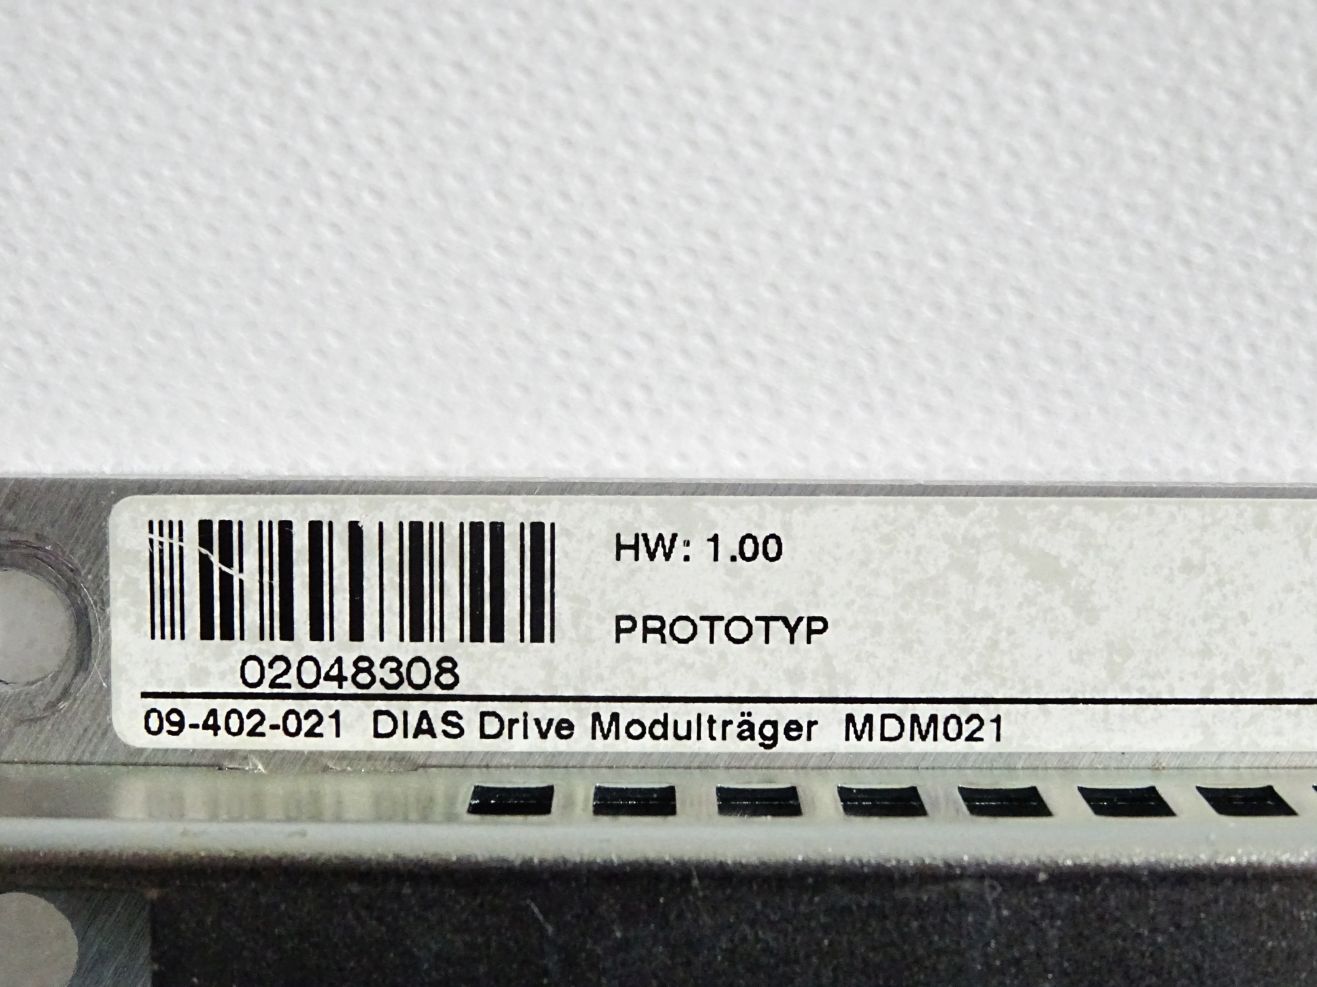 HW: 1.00
PROTOTYP
02048308
09-402-021 DIAS Drive Modulträger MDM021